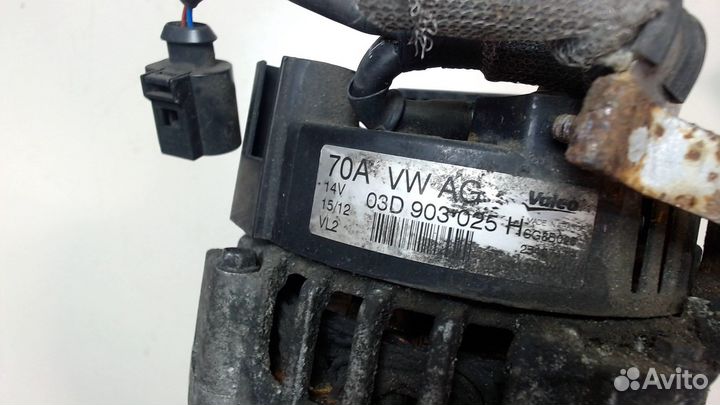 70A VW AG Valeo
14V
15/12 03D 903 025 H
VL2
Avito